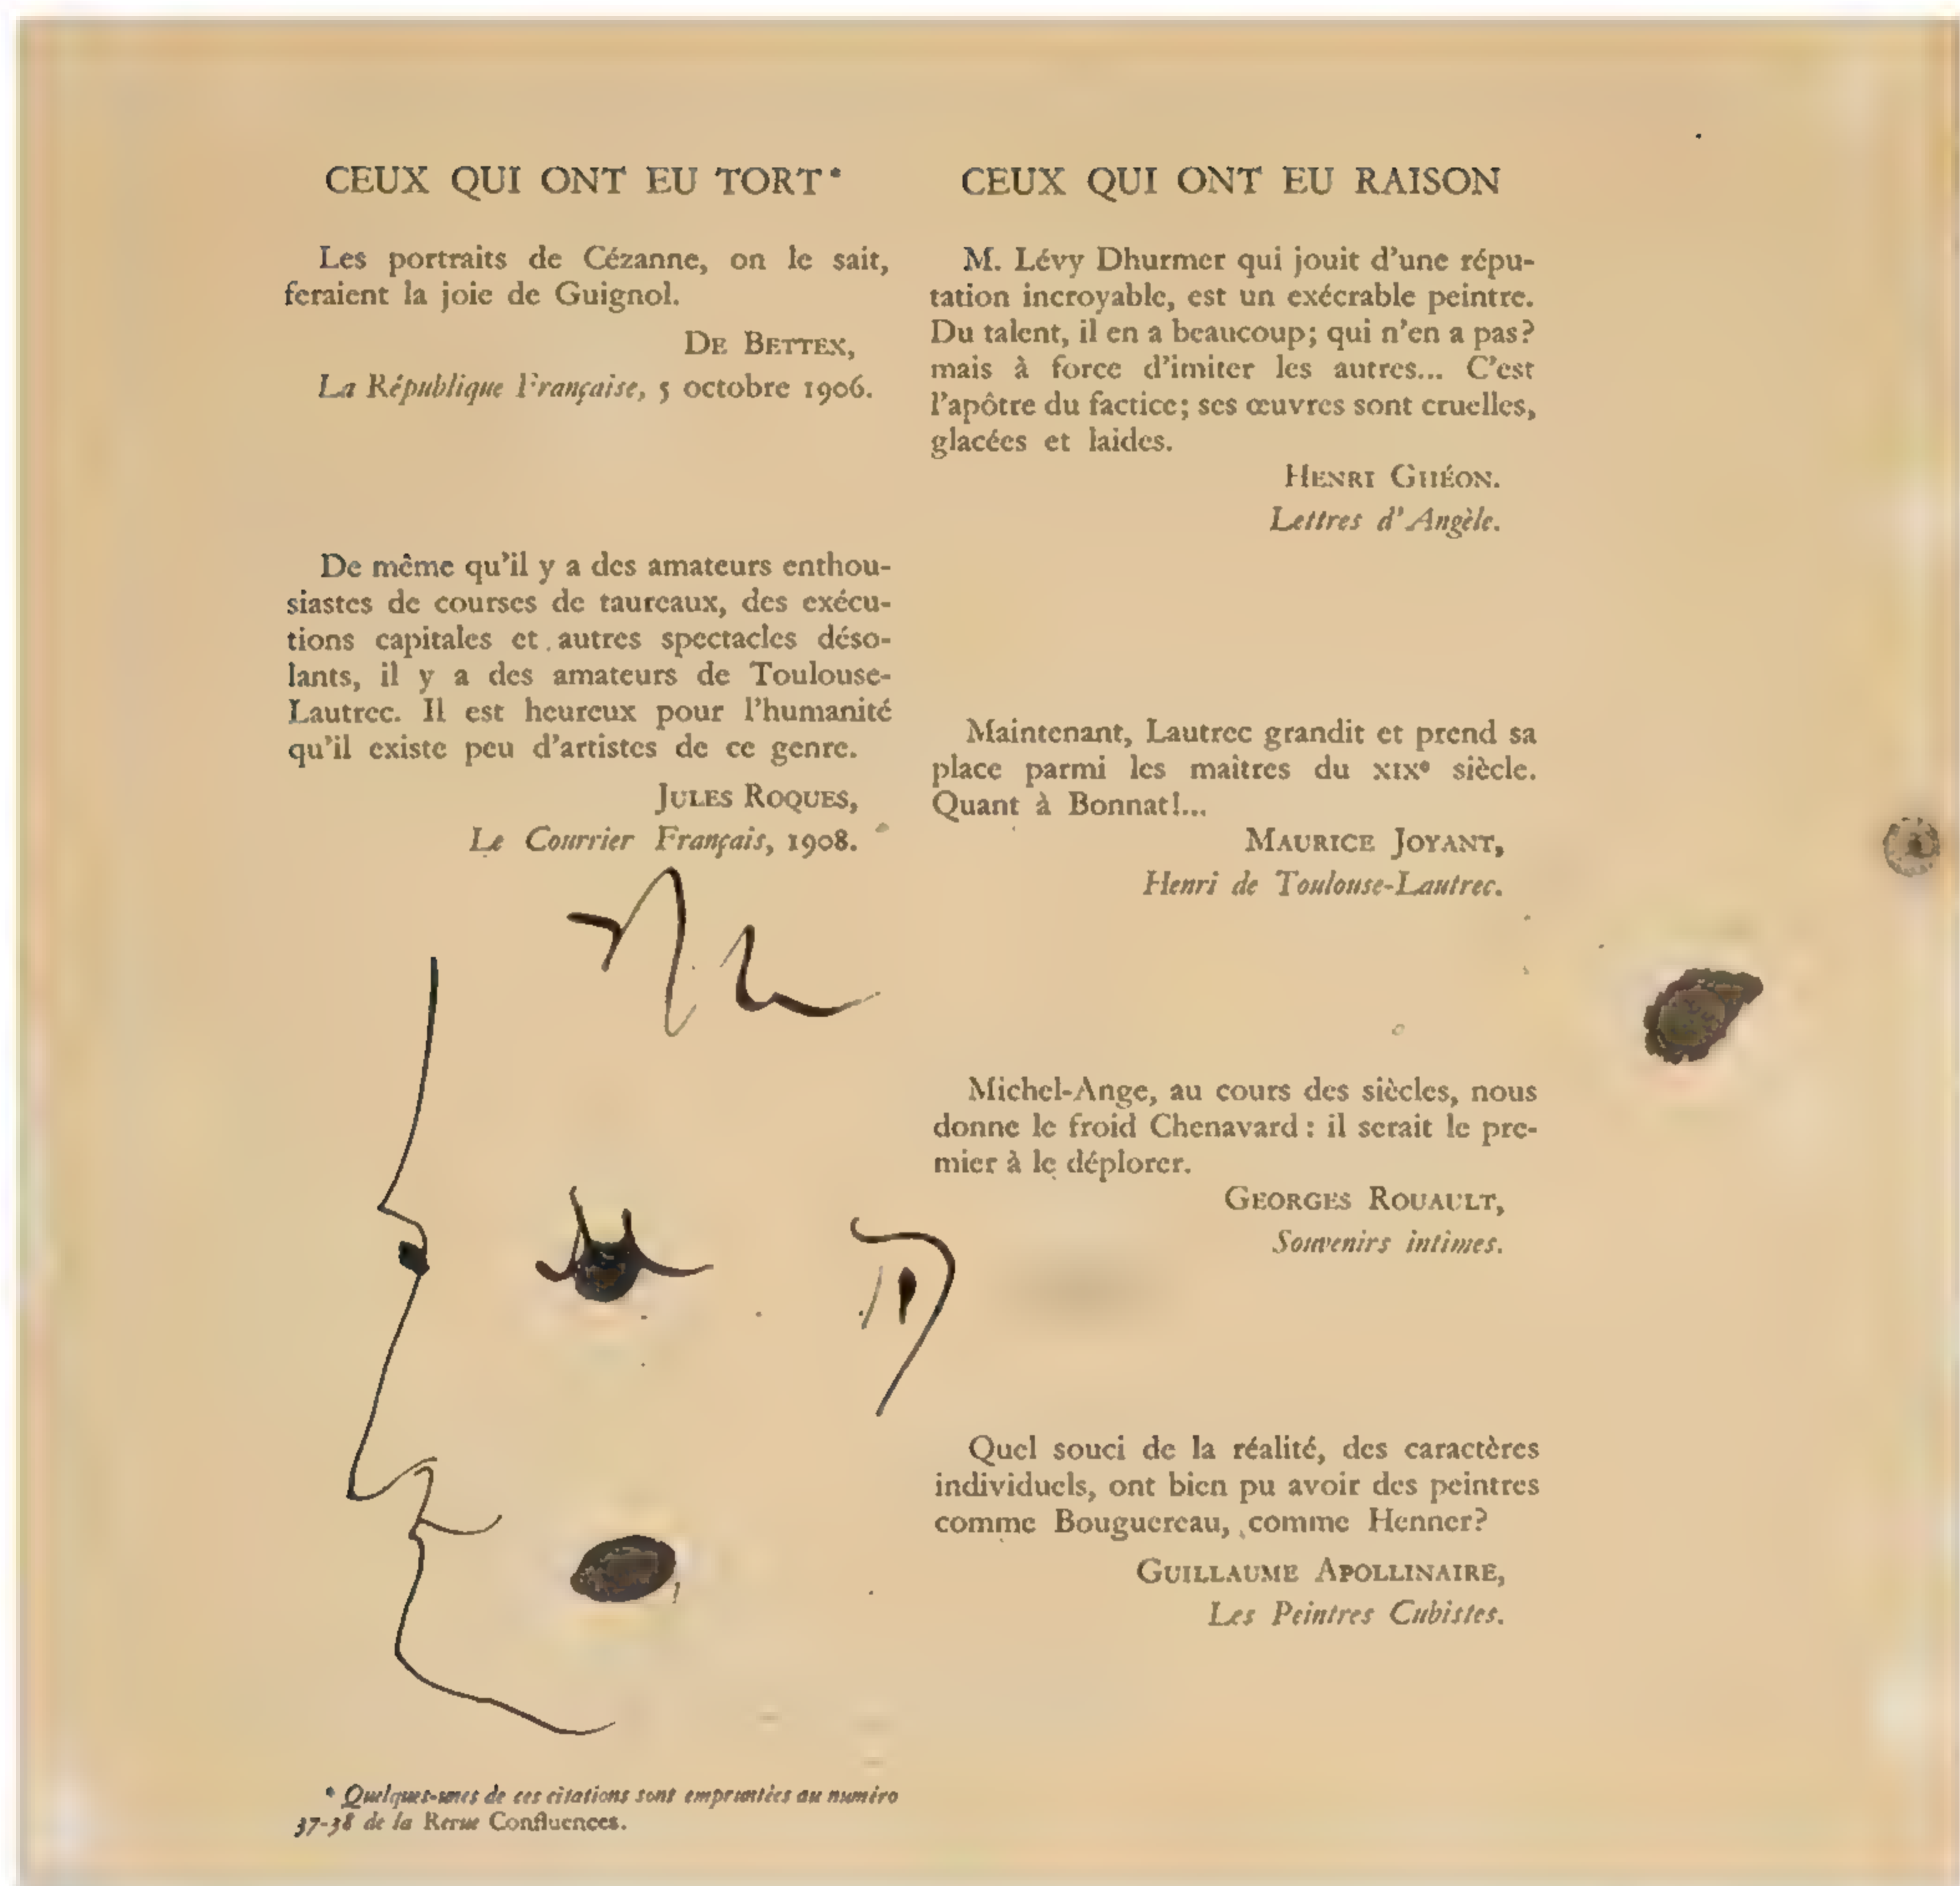 CEUX QUI ONT EU TORT*
Les portraits de Cézanne, on le sait,
feraient la joie de Guignol.
DE BETTEX,
La République Française, 5 octobre 1906.
De même qu'il y a des amateurs enthou-
siastes de courses de taureaux, des exécu-
tions capitales et autres spectacles déso-
lants, il y a des amateurs de Toulouse-
Lautrec. Il est heureux pour l'humanité
qu'il existe peu d'artistes de ce genre.
JULES ROQUES,
Le Courrier Français, 1908.
* Quelques-unes de ces citations sont empruntées au numéro
37-38 de la Revue Confluences.
CEUX QUI ONT EU RAISON
M. Lévy Dhurmer qui jouit d'une répu-
tation incroyable, est un exécrable peintre.
Du talent, il en a beaucoup; qui n'en a pas?
mais à force d'imiter les autres... C'est
l'apôtre du factice; ses œuvres sont cruelles,
glacées et laides.
HENRI GHÉON.
Lettres d'Angèle.
Maintenant, Lautrec grandit et prend sa
place parmi les maîtres du XIXe siècle.
Quant à Bonnat!...
MAURICE JOYANT,
Henri de Toulouse-Lautrec.
Michel-Ange, au cours des siècles, nous
donne le froid Chenavard : il serait le pre-
mier à le déplorer.
GEORGES ROUAULT,
Souvenirs intimes.
Quel souci de la réalité, des caractères
individuels, ont bien pu avoir des peintres
comme Bouguereau, comme Henner?
GUILLAUME APOLLINAIRE,
Les Peintres Cubistes.